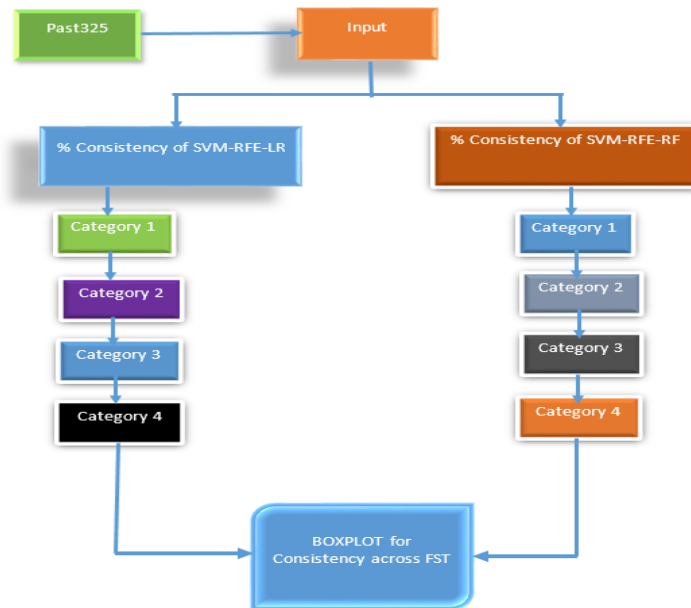 Past325
Input
% Consistency of SVM-RFE-LR
Category 1
Category 2
Category 3
Category 4
% Consistency of SVM-RFE-RF
Category 1
Category 2
Category 3
Category 4
BOXPLOT for
Consistency across FST